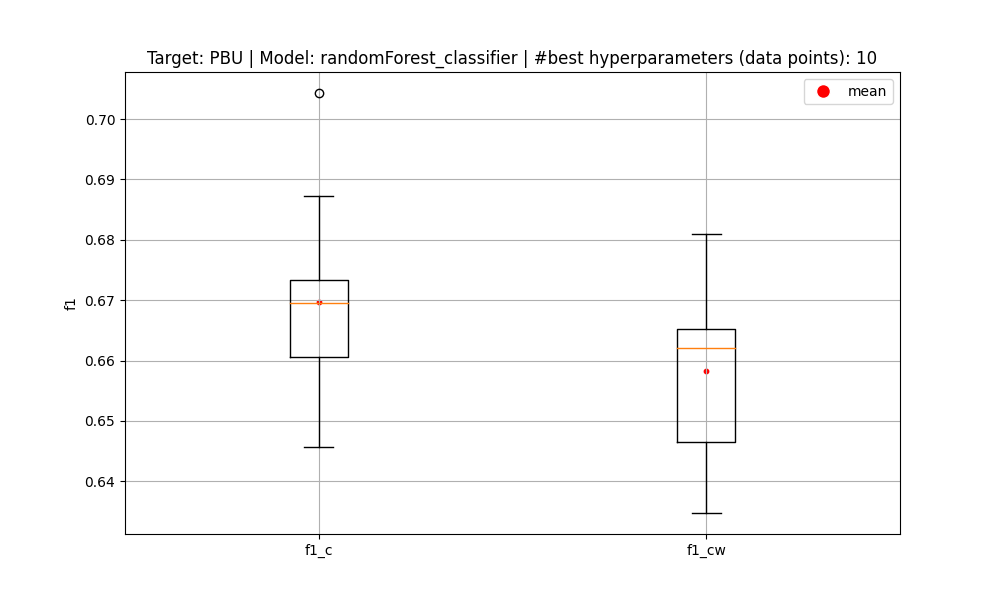 Target: PBU | Model: randomForest_classifier | #best hyperparameters (data points): 10
mean
0.70
0.69
0.68
0.67
0.66
0.65
0.64
f1
f1_c
f1_cw